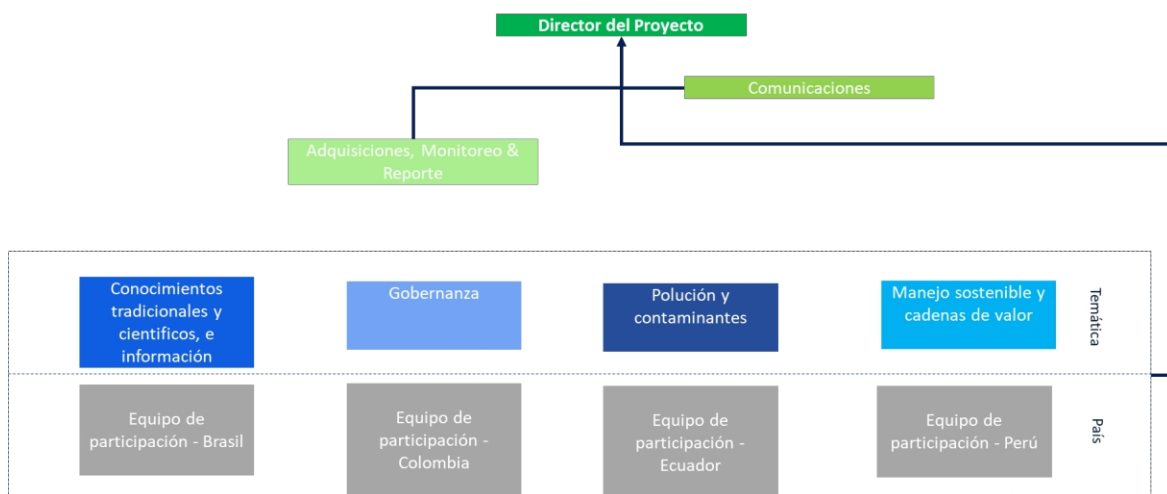 Director del Proyecto
Comunicaciones
Adquisiciones, Monitoreo &
Reporte
Conocimientos
tradicionales y
cientificos, e
información
Gobernanza
Polución y
contaminantes
Manejo sostenible y
cadenas de valor
Temática
Equipo de
participación - Brasil
Equipo de
participación -
Colombia
Equipo de
participación -
Ecuador
Equipo de
participación - Perú
País